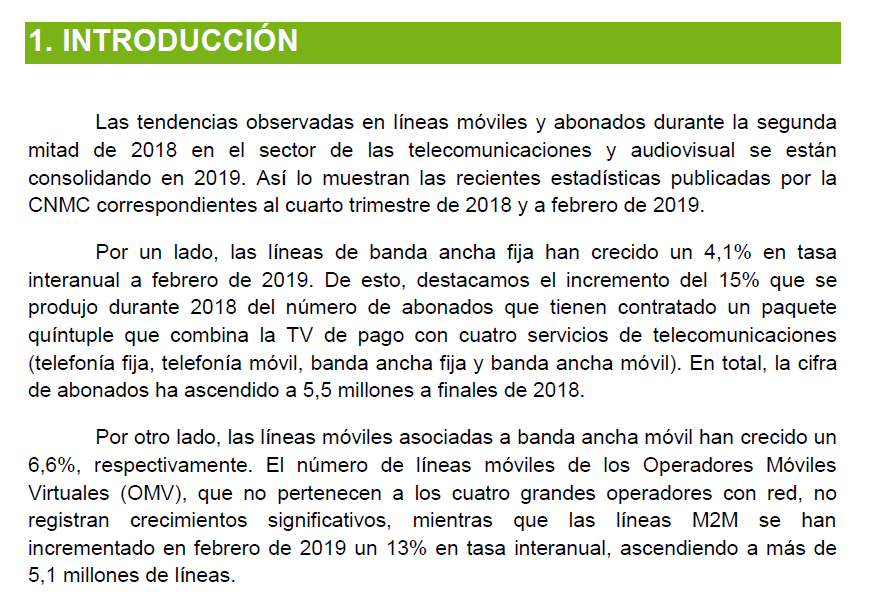 1. INTRODUCCIÓN
Las tendencias observadas en líneas móviles y abonados durante la segunda
mitad de 2018 en el sector de las telecomunicaciones y audiovisual se están
consolidando en 2019. Así lo muestran las recientes estadísticas publicadas por la
CNMC correspondientes al cuarto trimestre de 2018 y a febrero de 2019.
Por un lado, las líneas de banda ancha fija han crecido un 4,1% en tasa
interanual a febrero de 2019. De esto, destacamos el incremento del 15% que se
produjo durante 2018 del número de abonados que tienen contratado un paquete
quíntuple que combina la TV de pago con cuatro servicios de telecomunicaciones
(telefonía fija, telefonía móvil, banda ancha fija y banda ancha móvil). En total, la cifra
de abonados ha ascendido a 5,5 millones a finales de 2018.
Por otro lado, las líneas móviles asociadas a banda ancha móvil han crecido un
6,6%, respectivamente. El número de líneas móviles de los Operadores Móviles
Virtuales (OMV), que no pertenecen a los cuatro grandes operadores con red, no
registran crecimientos significativos, mientras que las líneas M2M se han
incrementado en febrero de 2019 un 13% en tasa interanual, ascendiendo a más de
5,1 millones de líneas.